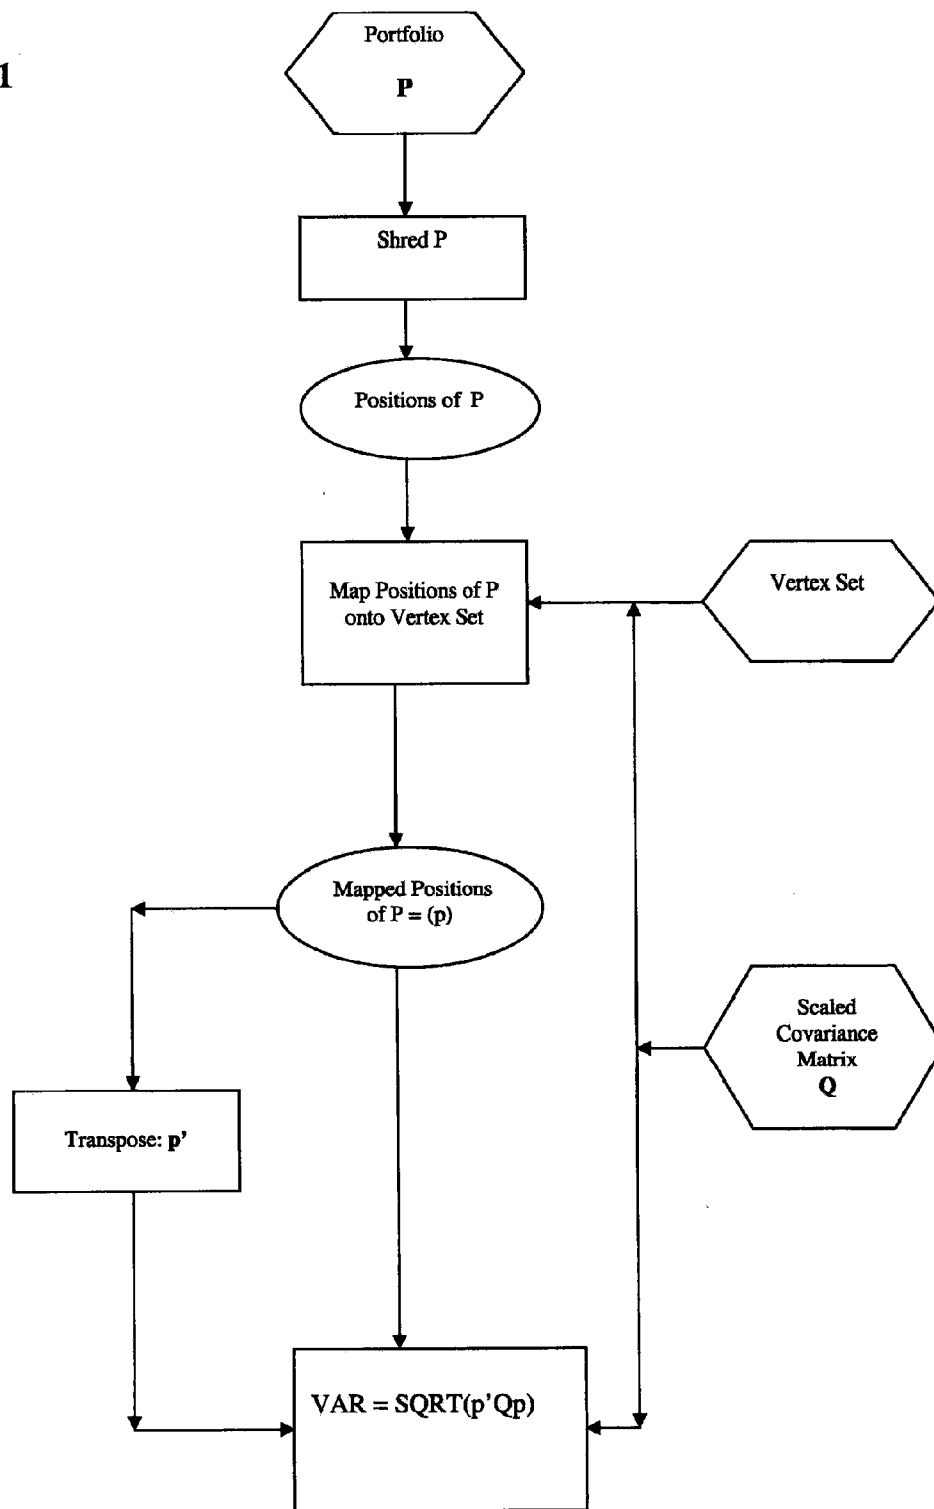 1
Portfolio
P
Shred P
Positions of P
Map Positions of P
onto Vertex Set
Vertex Set
Mapped Positions
of P = (p)
Scaled
Covariance
Matrix
Q
Transpose: p'
VAR = SQRT(p'Qp)